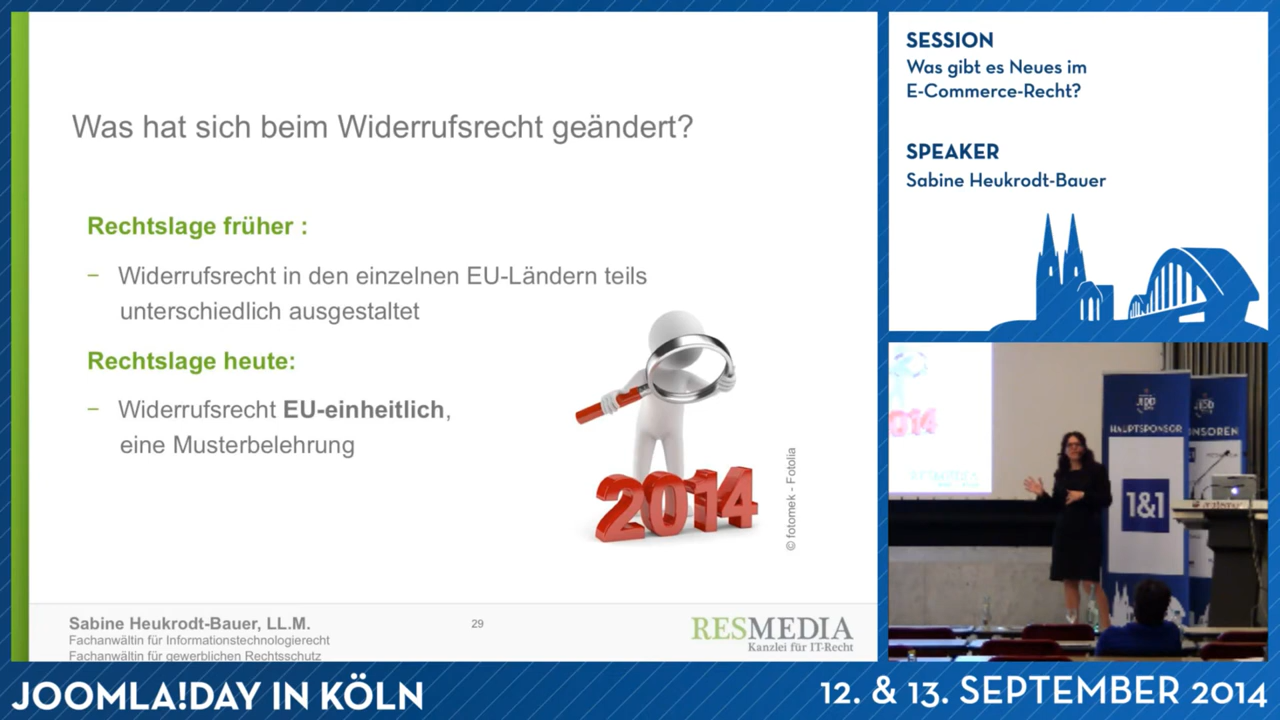 Was hat sich beim Widerrufsrecht geändert?
Rechtslage früher :
− Widerrufsrecht in den einzelnen EU-Ländern teils
unterschiedlich ausgestaltet
Rechtslage heute:
− Widerrufsrecht EU-einheitlich,
eine Musterbelehrung
2014
© fotomek - Fotolia
Sabine Heukrodt-Bauer, LL.M.
Fachanwältin für Informationstechnologierecht
Fachanwältin für gewerblichen Rechtsschutz
29
RESMEDIA
Kanzlei für IT-Recht
SESSION
Was gibt es Neues im
E-Commerce-Recht?
SPEAKER
Sabine Heukrodt-Bauer
HAUPTSPONSOR
1&1
JOOMLA!DAY IN KÖLN
12. & 13. SEPTEMBER 2014